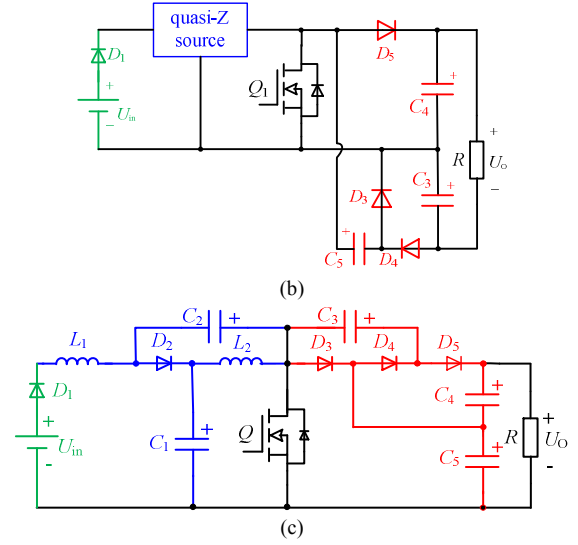 quasi-Z
source
D1
+
Uin
−
Q1
D5
+
C4
D3
C3
+
R
+
Uo
−
+
C5
D4
(b)
C2
+
C3
+
L1
D2
L2
D3
D4
D5
D1
+
Uin
-
C1
+
Q
C4
+
C5
+
R
+
UO
-
(c)